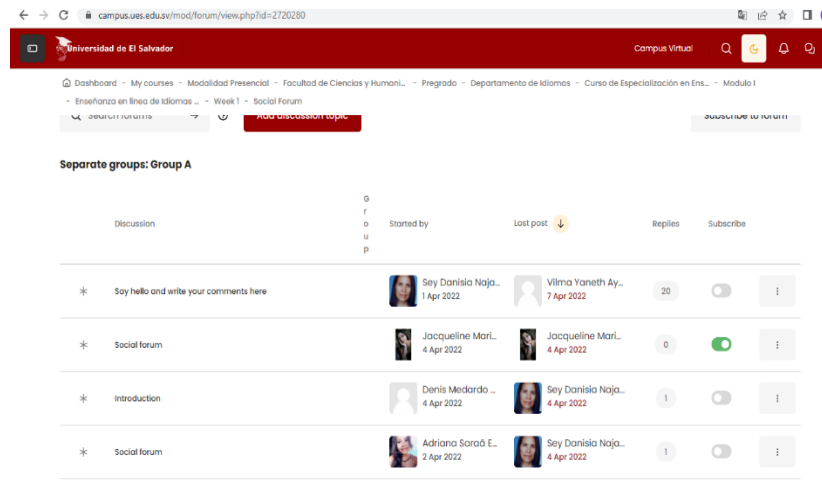 campus.ues.edu.sv/mod/forum/view.php?id=2720280
Universidad de El Salvador Campus Virtual
Dashboard - My courses - Modalidad Presencial - Facultad de Ciencias y Humani... - Pregrado - Departamento de Idiomas - Curso de Especialización en Ens... - Modulo I
- Enseñanza en linea de Idiomas ... - Week 1 - Social Forum
Search forums Add discussion topic Subscribe to forum
Separate groups: Group A
Discussion Group Started by Last post Replies Subscribe
Say hello and write your comments here Sey Danisia Naja... Vilma Yaneth Ay... 20
1 Apr 2022 7 Apr 2022
Social forum Jacqueline Mari... Jacqueline Mari... 0
4 Apr 2022 4 Apr 2022
Introduction Denis Medardo ... Sey Danisia Naja... 1
4 Apr 2022 4 Apr 2022
Social forum Adriana Saraã E... Sey Danisia Naja... 1
2 Apr 2022 4 Apr 2022